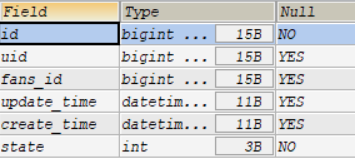 Field Type Null
id bigint ... 15B NO
uid bigint ... 15B YES
fans_id bigint ... 15B YES
update_time datetim... 11B YES
create_time datetim... 11B YES
state int 3B NO